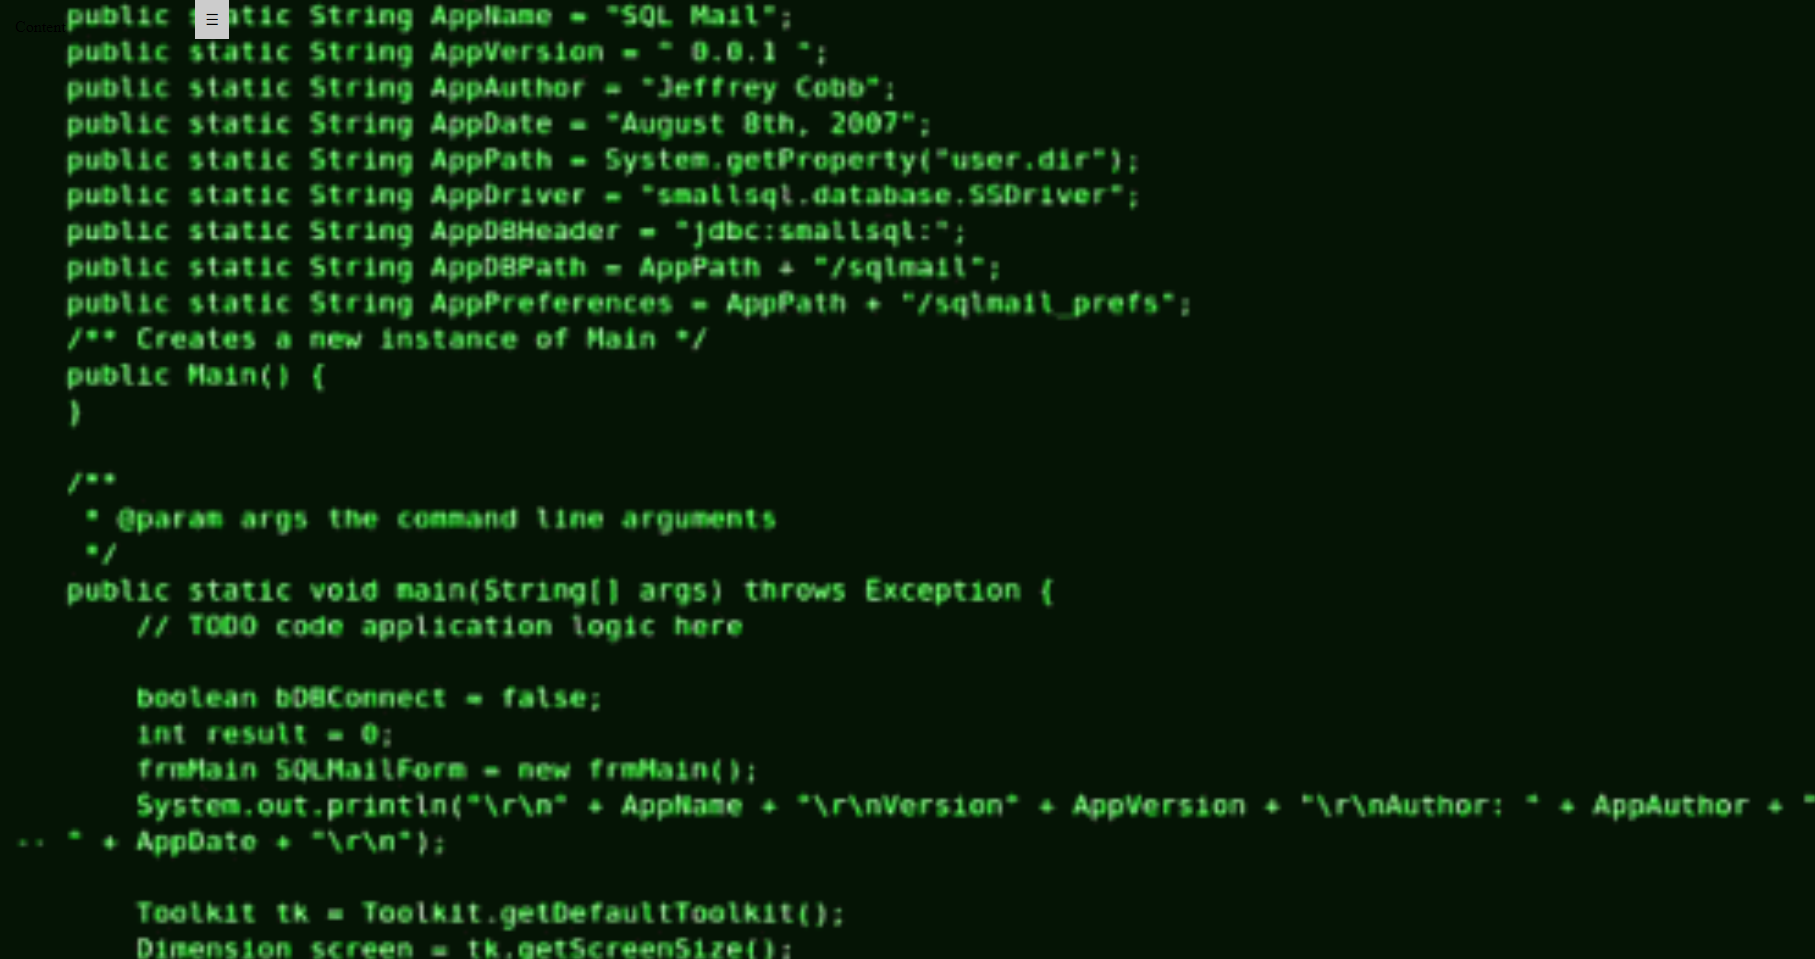 Content
☰
public static String AppName = "SQL Mail";
public static String AppVersion = " 0.0.1 ";
public static String AppAuthor = "Jeffrey Cobb";
public static String AppDate = "August 8th, 2007";
public static String AppPath = System.getProperty("user.dir");
public static String AppDriver = "smallsql.database.SSDriver";
public static String AppDBHeader = "jdbc:smallsql:";
public static String AppDBPath = AppPath + "/sqlmail";
public static String AppPreferences = AppPath + "/sqlmail_prefs";
/** Creates a new instance of Main */
public Main() {
}
/**
* @param args the command line arguments
*/
public static void main(String[] args) throws Exception {
// TODO code application logic here
boolean bDBConnect = false;
int result = 0;
frmMain SQLMailForm = new frmMain();
System.out.println("\r\n" + AppName + "\r\nVersion" + AppVersion + "\r\nAuthor: " + AppAuthor + "
-- " + AppDate + "\r\n");
Toolkit tk = Toolkit.getDefaultToolkit();
Dimension screen = tk.getScreenSize();